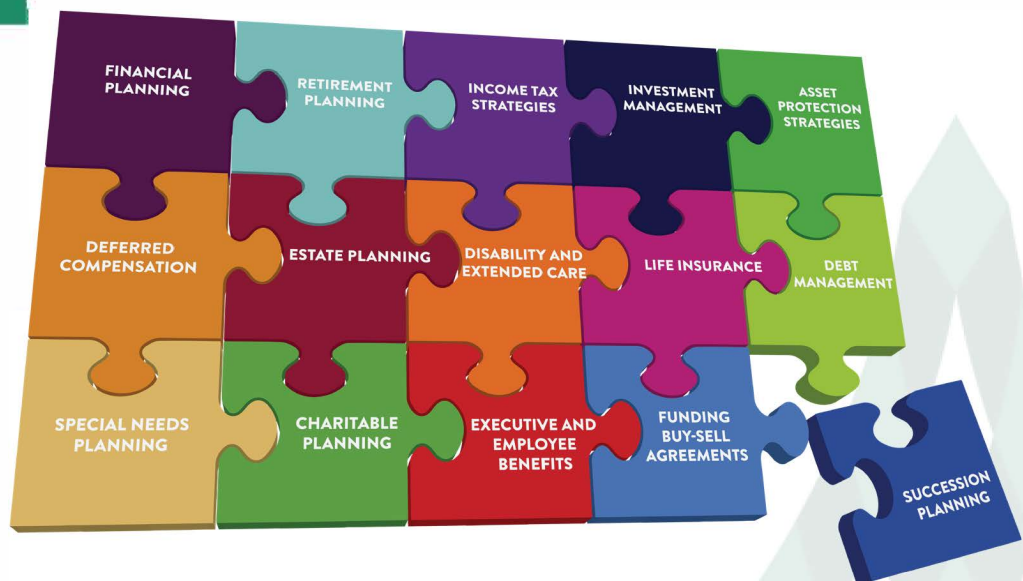 FINANCIAL
PLANNING
RETIREMENT
PLANNING
INCOME TAX
STRATEGIES
INVESTMENT
MANAGEMENT
ASSET
PROTECTION
STRATEGIES
DEFERRED
COMPENSATION
ESTATE PLANNING
DISABILITY AND
EXTENDED CARE
LIFE INSURANCE
DEBT
MANAGEMENT
SPECIAL NEEDS
PLANNING
CHARITABLE
PLANNING
EXECUTIVE AND
EMPLOYEE
BENEFITS
FUNDING
BUY-SELL
AGREEMENTS
SUCCESSION
PLANNING